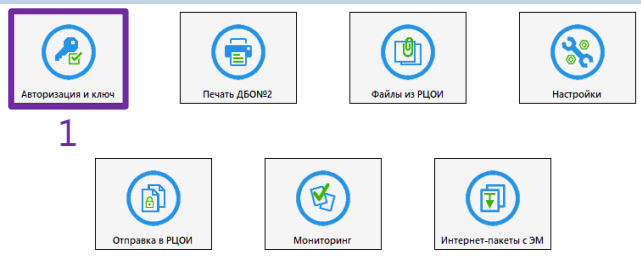 Авторизация и ключ
Печать ДБО№2
Файлы из РЦОИ
Настройки
1
Отправка в РЦОИ
Мониторинг
Интернет-пакеты с ЭМ